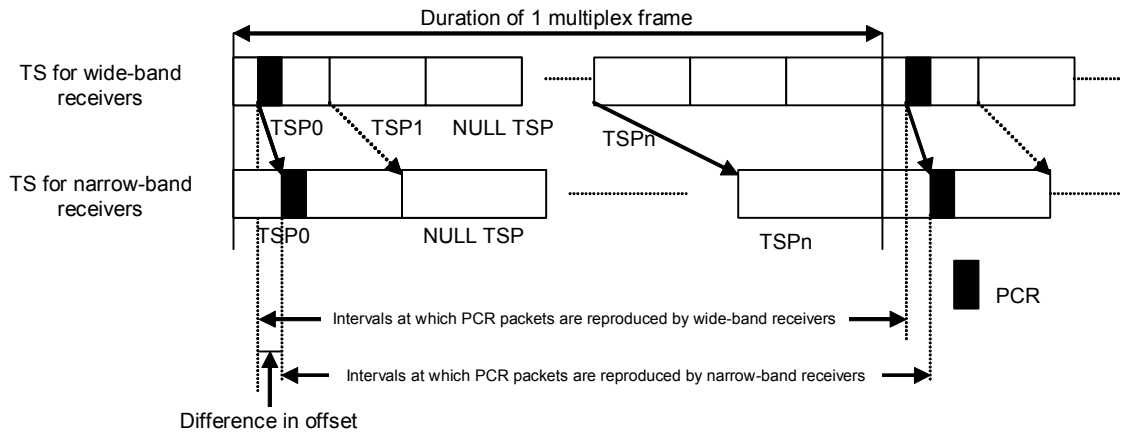 Duration of 1 multiplex frame
TS for wide-band
receivers
TSP0 TSP1 NULL TSP
TSPn
TS for narrow-band
receivers
TSP0 NULL TSP
TSPn
PCR
Intervals at which PCR packets are reproduced by wide-band receivers
Intervals at which PCR packets are reproduced by narrow-band receivers
Difference in offset